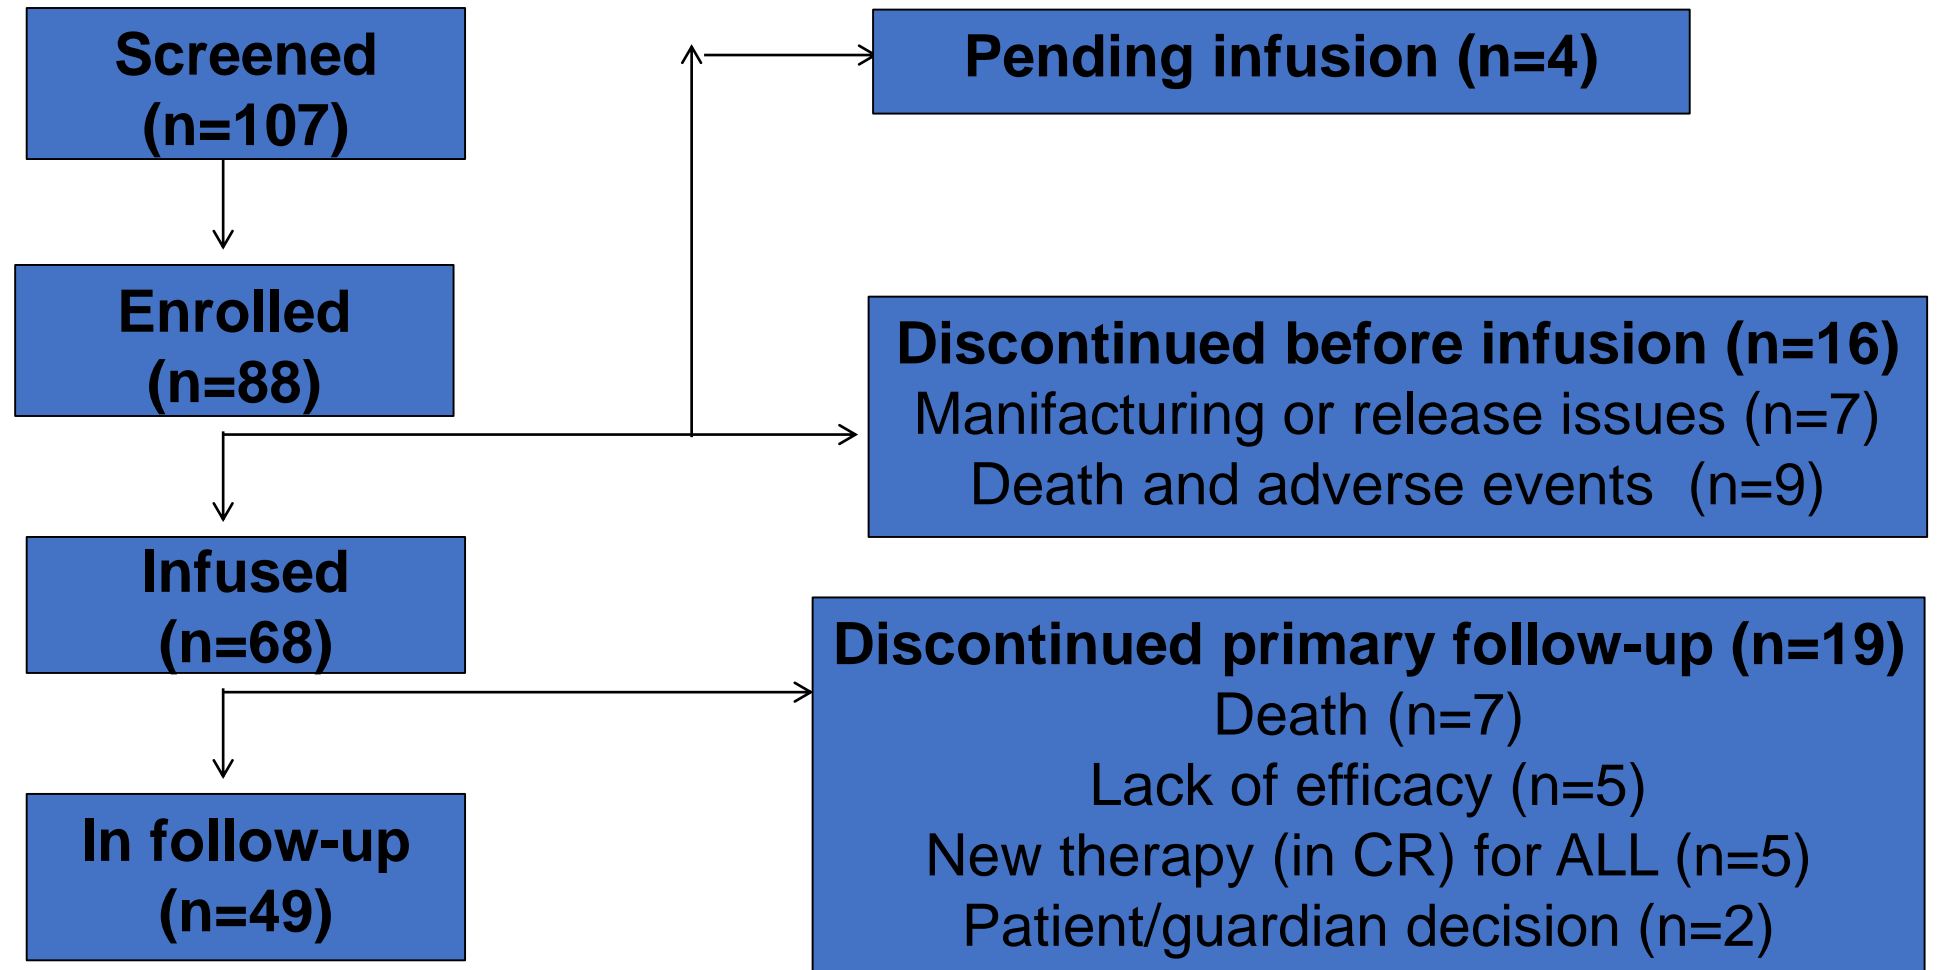 Screened
(n=107)
Pending infusion (n=4)
Enrolled
(n=88)
Discontinued before infusion (n=16)
Manifacturing or release issues (n=7)
Death and adverse events (n=9)
Infused
(n=68)
Discontinued primary follow-up (n=19)
Death (n=7)
Lack of efficacy (n=5)
New therapy (in CR) for ALL (n=5)
Patient/guardian decision (n=2)
In follow-up
(n=49)